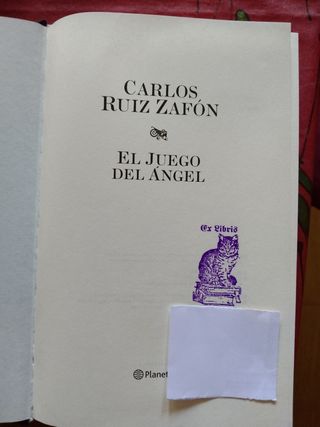 CARLOS
RUIZ ZAFÓN
EL JUEGO
DEL ÁNGEL
Ex Libris
Planet